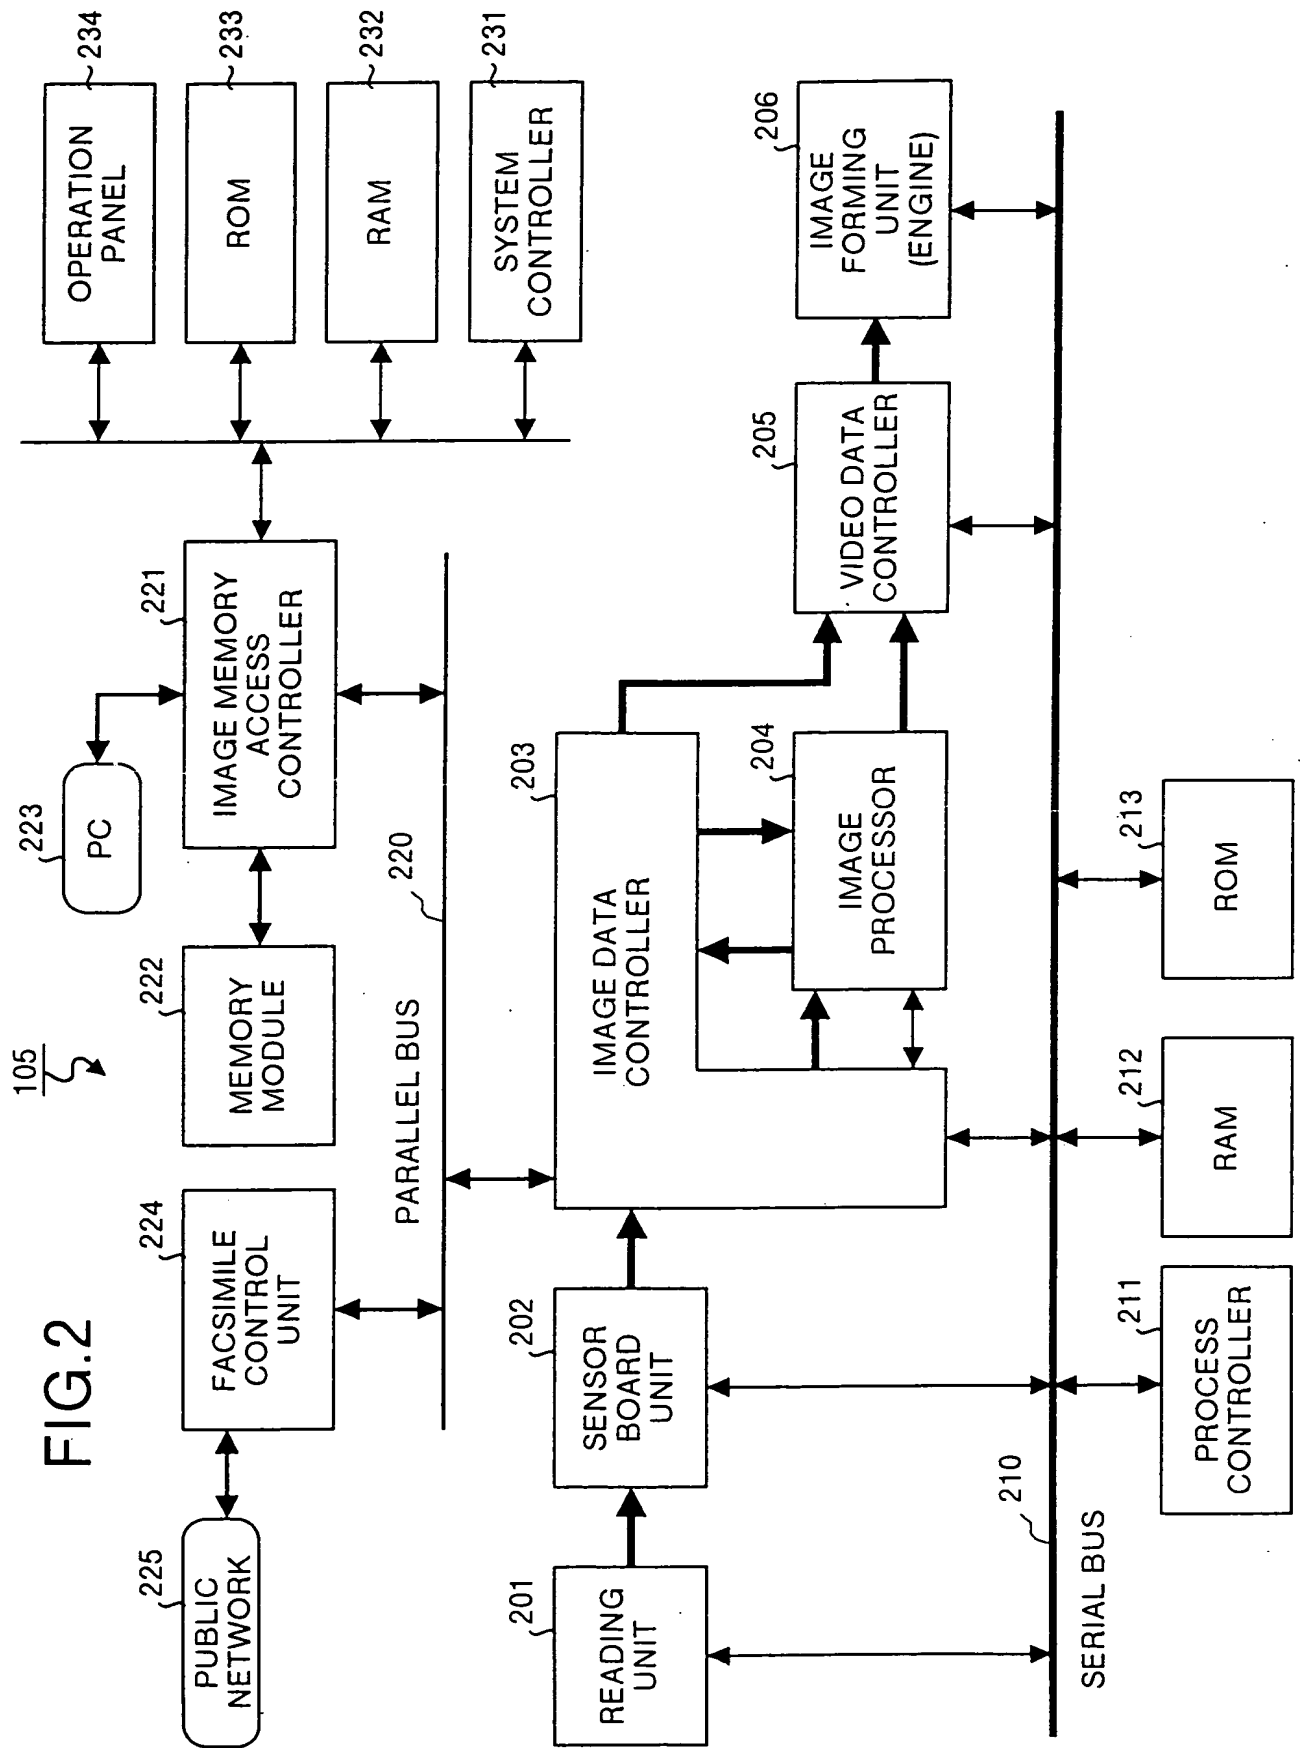 FIG.2
105
225
PUBLIC
NETWORK
224
FACSIMILE
CONTROL
UNIT
222
MEMORY
MODULE
223
PC
221
IMAGE MEMORY
ACCESS
CONTROLLER
234
OPERATION
PANEL
233
ROM
232
RAM
231
SYSTEM
CONTROLLER
PARALLEL BUS
220
201
READING
UNIT
202
SENSOR
BOARD
UNIT
203
IMAGE DATA
CONTROLLER
204
IMAGE
PROCESSOR
205
VIDEO DATA
CONTROLLER
206
IMAGE
FORMING
UNIT
(ENGINE)
SERIAL BUS
210
211
PROCESS
CONTROLLER
212
RAM
213
ROM